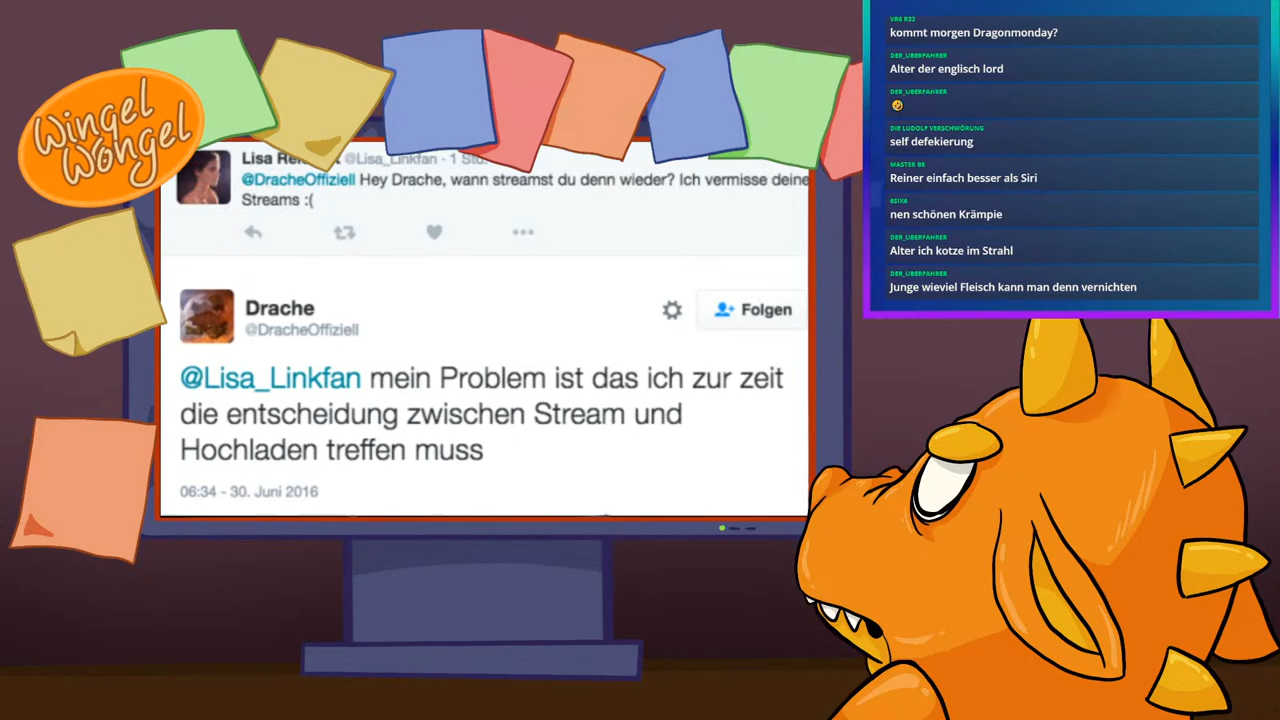 Wingel
Wongel
Lisa @Lisa_Linkfan · 1 Std.
@DracheOffiziell Hey Drache, wann streamst du denn wieder? Ich vermisse deine
Streams :(
Drache
@DracheOffiziell
Folgen
@Lisa_Linkfan mein Problem ist das ich zur zeit
die entscheidung zwischen Stream und
Hochladen treffen muss
06:34 - 30. Juni 2016
VR6 R32
kommt morgen Dragonmonday?
DER_UBERFAHRER
Alter der englisch lord
DER_UBERFAHRER
🤣
DIE LUDOLF VERSCHWÖRUNG
self defekierung
MASTER BE
Reiner einfach besser als Siri
6SIX6
nen schönen Krämpie
DER_UBERFAHRER
Alter ich kotze im Strahl
DER_UBERFAHRER
Junge wieviel Fleisch kann man denn vernichten